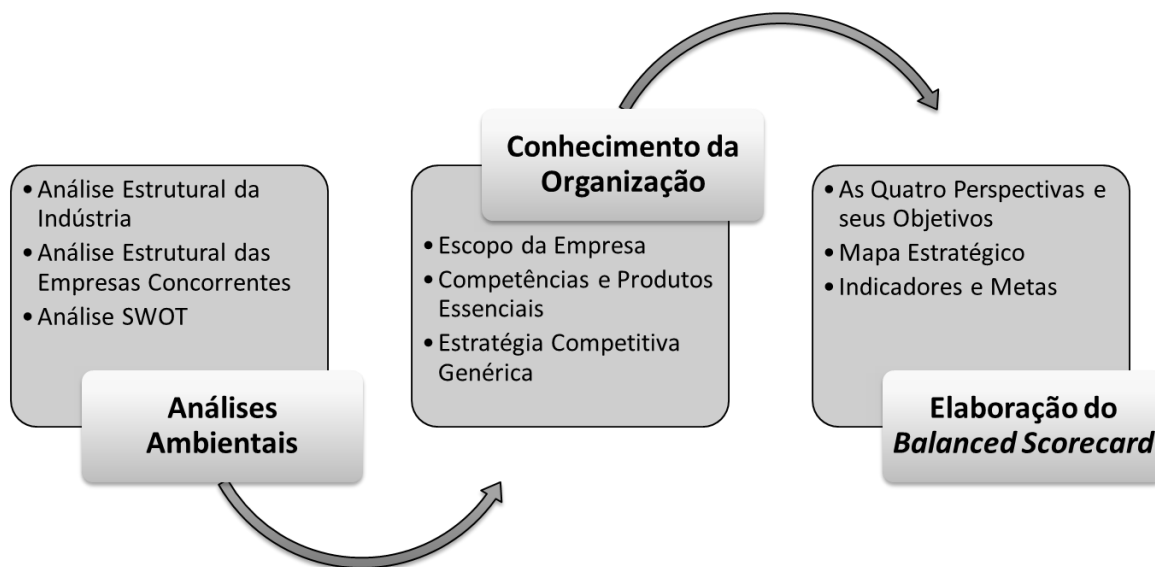 • Análise Estrutural da
Indústria
• Análise Estrutural das
Empresas Concorrentes
• Análise SWOT
Análises
Ambientais
Conhecimento da
Organização
• Escopo da Empresa
• Competências e Produtos
Essenciais
• Estratégia Competitiva
Genérica
• As Quatro Perspectivas e
seus Objetivos
• Mapa Estratégico
• Indicadores e Metas
Elaboração do
Balanced Scorecard